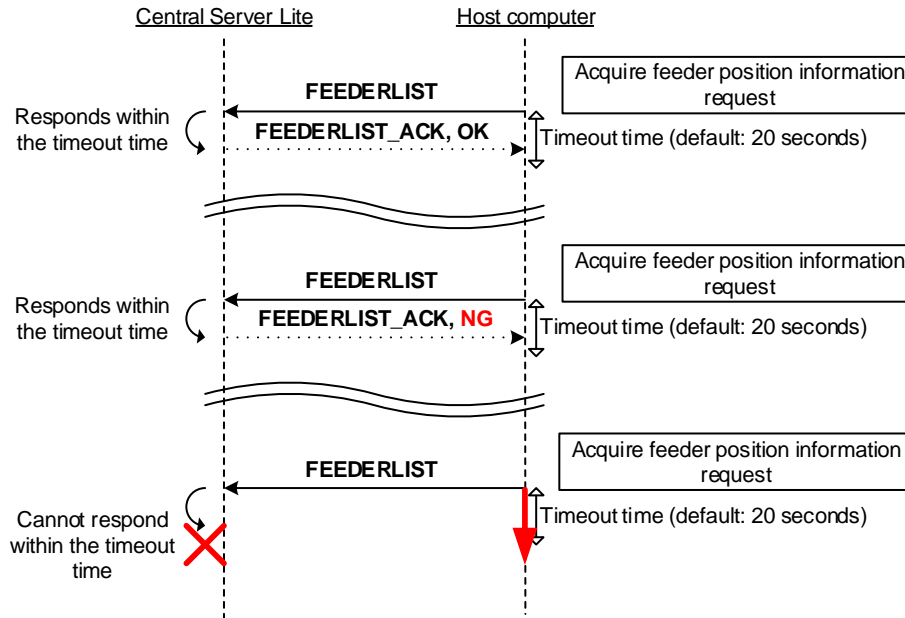 Central Server Lite
Host computer
Acquire feeder position information
request
FEEDERLIST
Responds within
the timeout time
FEEDERLIST_ACK, OK
Timeout time (default: 20 seconds)
Acquire feeder position information
request
FEEDERLIST
Responds within
the timeout time
FEEDERLIST_ACK, NG
Timeout time (default: 20 seconds)
Acquire feeder position information
request
FEEDERLIST
Cannot respond
within the timeout
time
Timeout time (default: 20 seconds)